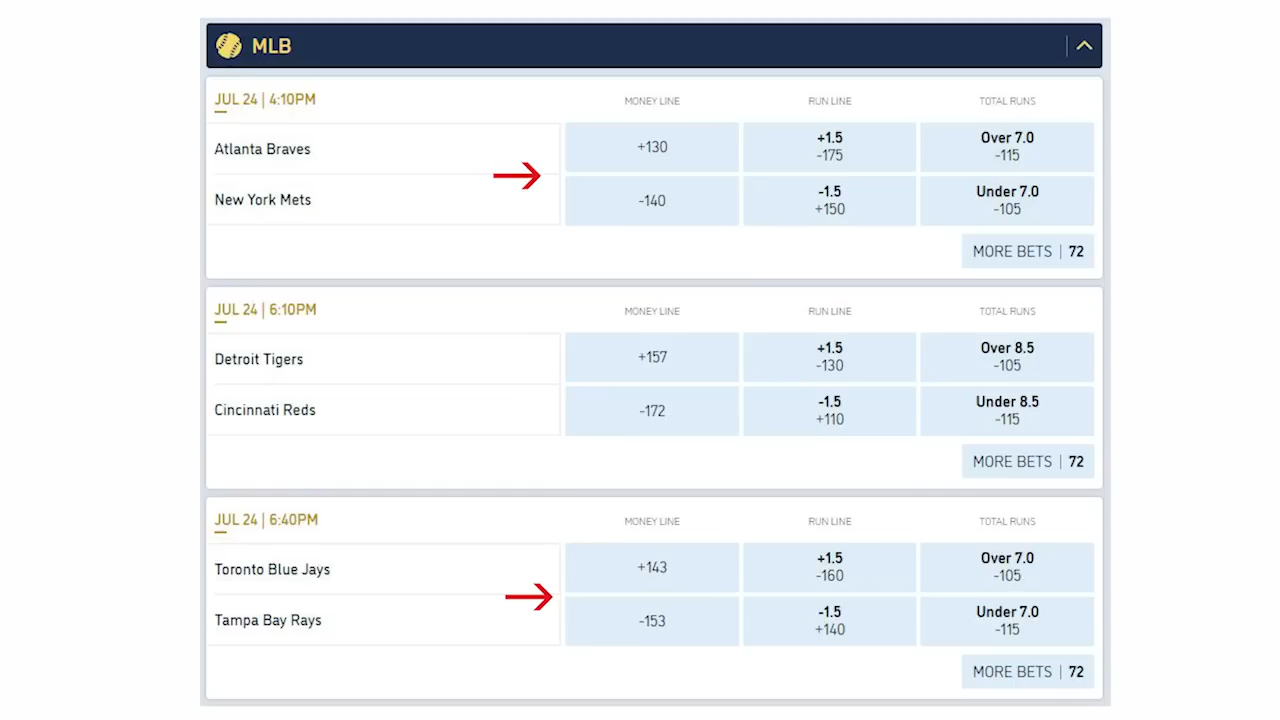 MLB
JUL 24 | 4:10PM
MONEY LINE
RUN LINE
TOTAL RUNS
Atlanta Braves
+130
+1.5
-175
Over 7.0
-115
New York Mets
-140
-1.5
+150
Under 7.0
-105
MORE BETS | 72
JUL 24 | 6:10PM
MONEY LINE
RUN LINE
TOTAL RUNS
Detroit Tigers
+157
+1.5
-130
Over 8.5
-105
Cincinnati Reds
-172
-1.5
+110
Under 8.5
-115
MORE BETS | 72
JUL 24 | 6:40PM
MONEY LINE
RUN LINE
TOTAL RUNS
Toronto Blue Jays
+143
+1.5
-160
Over 7.0
-105
Tampa Bay Rays
-153
-1.5
+140
Under 7.0
-115
MORE BETS | 72